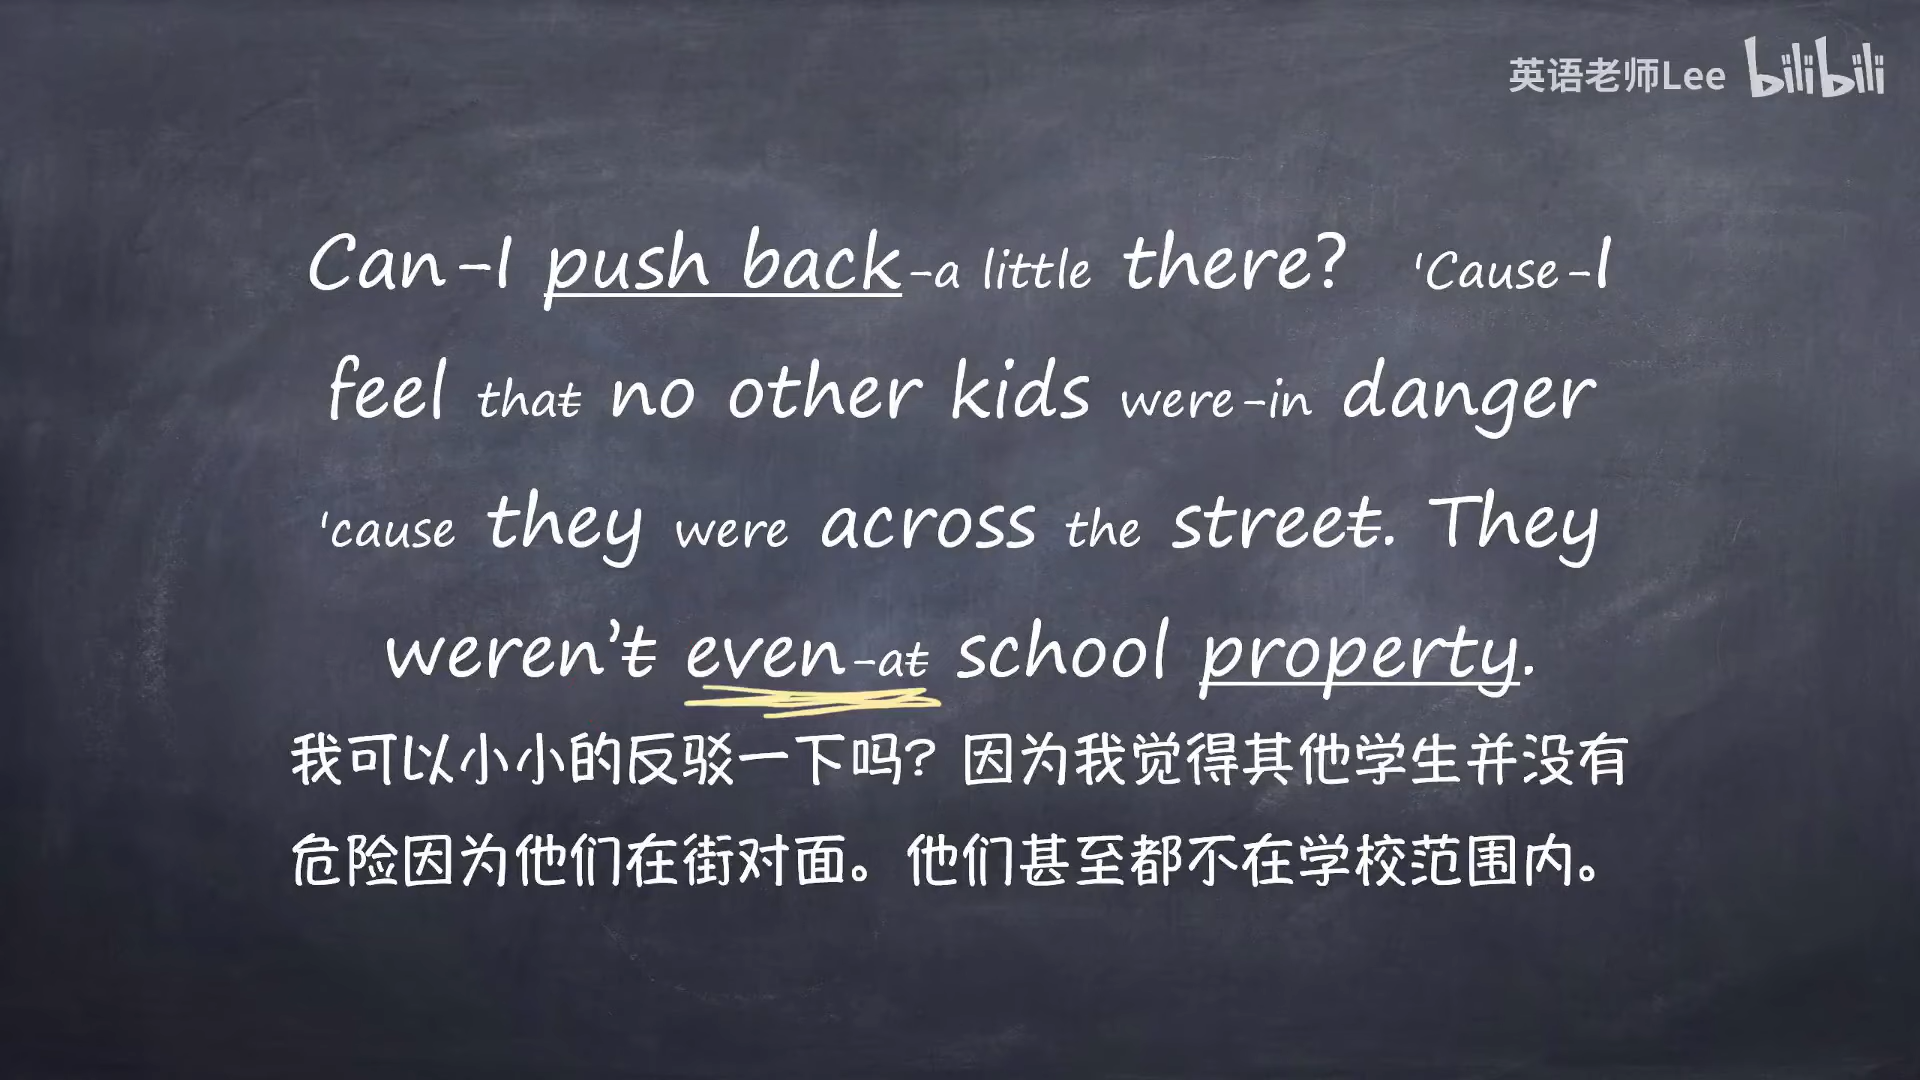 英语老师Lee bilibili
Can-I push back-a little there? 'Cause-I
feel that no other kids were-in danger
'cause they were across the street. They
weren't even-at school property.
我可以小小的反驳一下吗？因为我觉得其他学生并没有
危险因为他们在街对面。他们甚至都不在学校范围内。